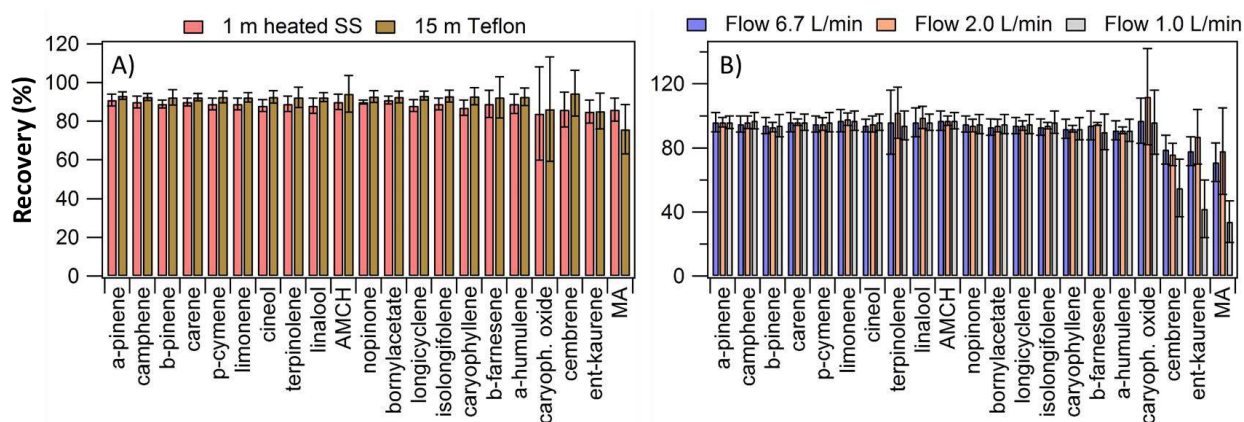 1 m heated SS 15 m Teflon
Flow 6.7 L/min Flow 2.0 L/min Flow 1.0 L/min
A)
B)
Recovery (%)
120
100
80
60
40
20
0
120
80
40
0
a-pinene
camphene
b-pinene
carene
p-cymene
limonene
cineol
terpinolene
linalool
AMCH
nopinone
bornylacetate
longicyclene
isolongifolene
caryophyllene
b-farnesene
a-humulene
caryoph. oxide
cembrene
ent-kaurene
MA
a-pinene
camphene
b-pinene
carene
p-cymene
limonene
cineol
terpinolene
linalool
AMCH
nopinone
bornylacetate
longicyclene
isolongifolene
caryophyllene
b-farnesene
a-humulene
caryoph. oxide
cembrene
ent-kaurene
MA